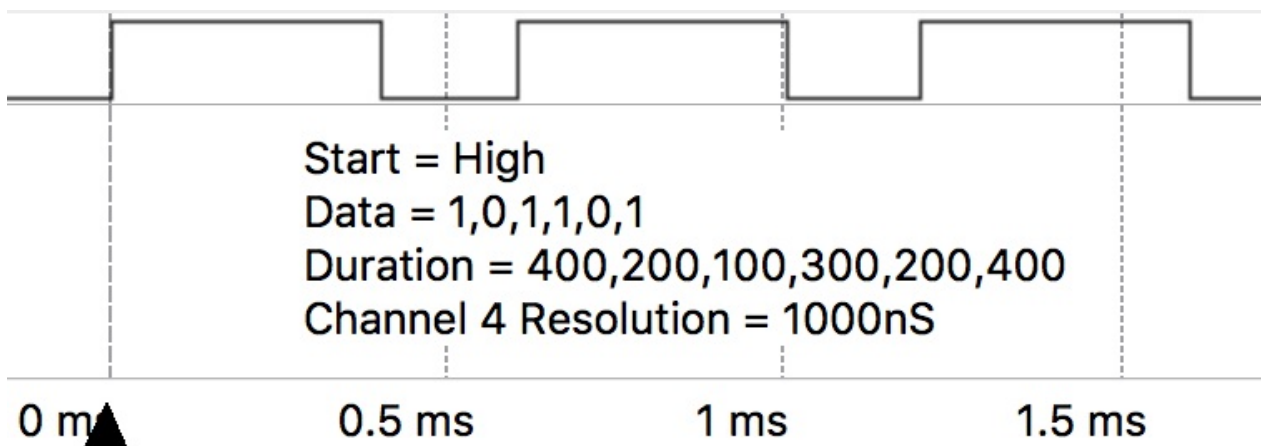 Start = High
Data = 1,0,1,1,0,1
Duration = 400,200,100,300,200,400
Channel 4 Resolution = 1000nS
0 ms 0.5 ms 1 ms 1.5 ms